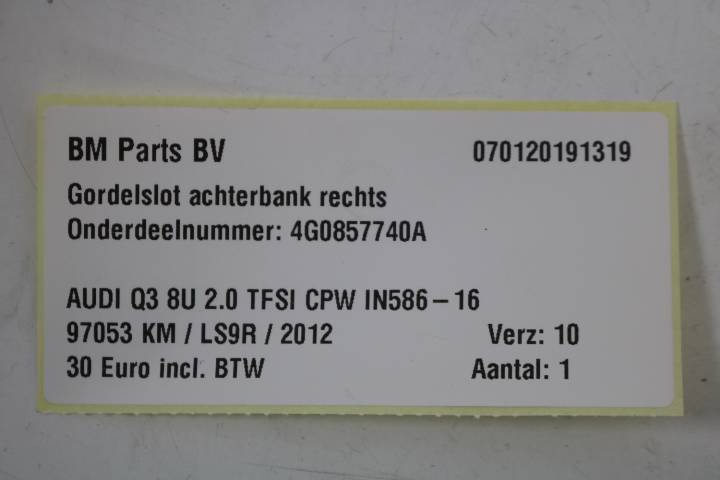 BM Parts BV 070120191319
Gordelslot achterbank rechts
Onderdeelnummer: 4G0857740A
AUDI Q3 8U 2.0 TFSI CPW IN586-16
97053 KM / LS9R / 2012 Verz: 10
30 Euro incl. BTW Aantal: 1